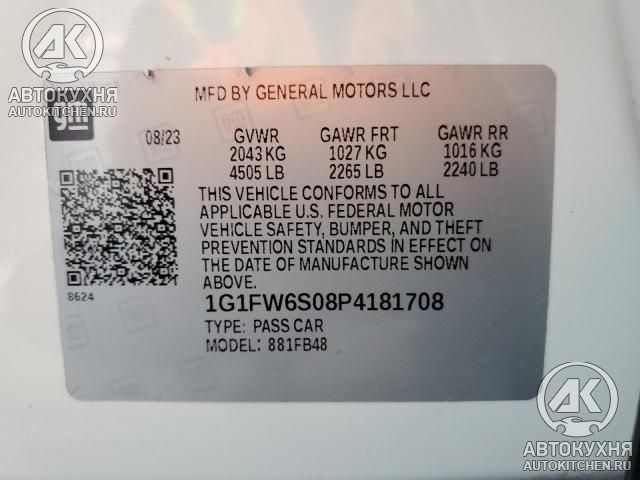 AK
АВТОКУХНЯ
AUTOKITCHEN.RU
gm
MFD BY GENERAL MOTORS LLC
08/23 GVWR GAWR FRT GAWR RR
2043 KG 1027 KG 1016 KG
4505 LB 2265 LB 2240 LB
THIS VEHICLE CONFORMS TO ALL
APPLICABLE U.S. FEDERAL MOTOR
VEHICLE SAFETY, BUMPER, AND THEFT
PREVENTION STANDARDS IN EFFECT ON
THE DATE OF MANUFACTURE SHOWN
ABOVE.
8624
1G1FW6S08P4181708
TYPE: PASS CAR
MODEL: 881FB48
AK
АВТОКУХНЯ
AUTOKITCHEN.RU